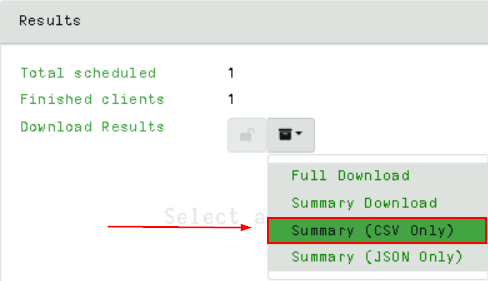 Results
Total scheduled 1
Finished clients 1
Download Results
Full Download
Summary Download
Select a
Summary (CSV Only)
Summary (JSON Only)